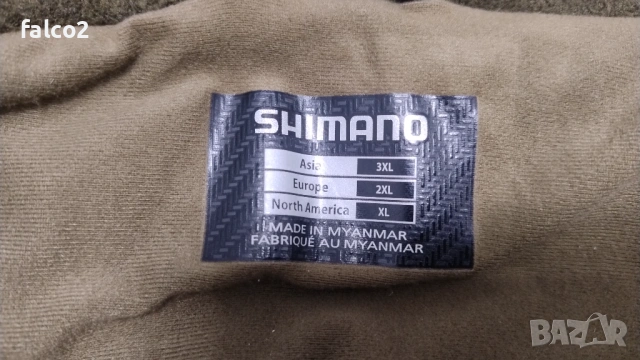 falco2
SHIMANO
Asia 3XL
Europe 2XL
North America XL
MADE IN MYANMAR
FABRIQUÉ AU MYANMAR
BAZAR